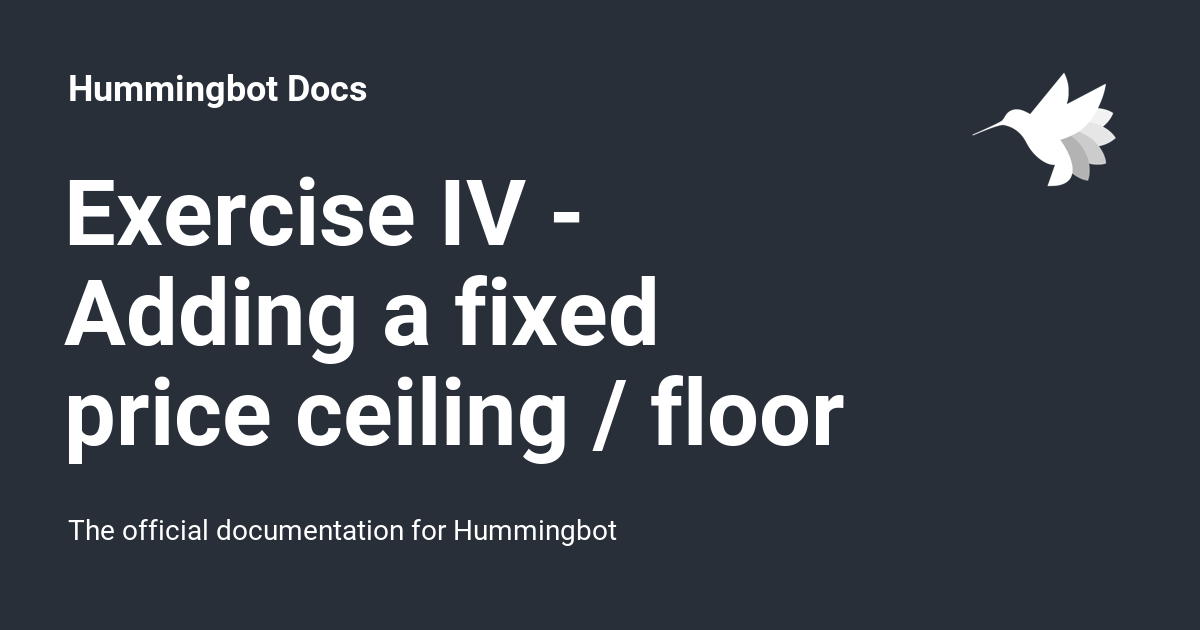 Hummingbot Docs
Exercise IV -
Adding a fixed
price ceiling / floor
The official documentation for Hummingbot